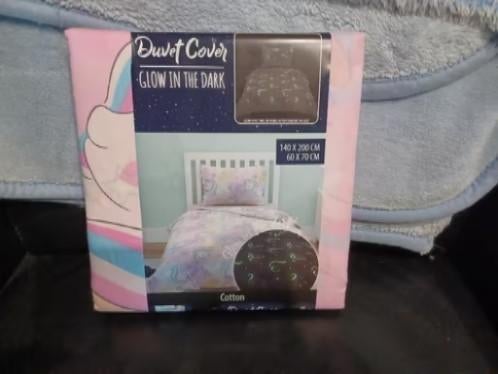 Duvet Cover
GLOW IN THE DARK
140 X 200 CM
60 X 70 CM
Cotton